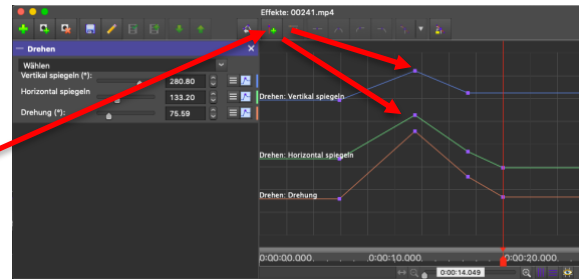 Effekte: 00241.mp4
Drehen
Wählen
Vertikal spiegeln (°):
280.80
Horizontal spiegeln
133.20
Drehung (°):
75.59
Drehen: Vertikal spiegeln
Drehen: Horizontal spiegeln
Drehen: Drehung
0:00:00.000
0:00:10.000
0:00:20.000
0:00:14.049